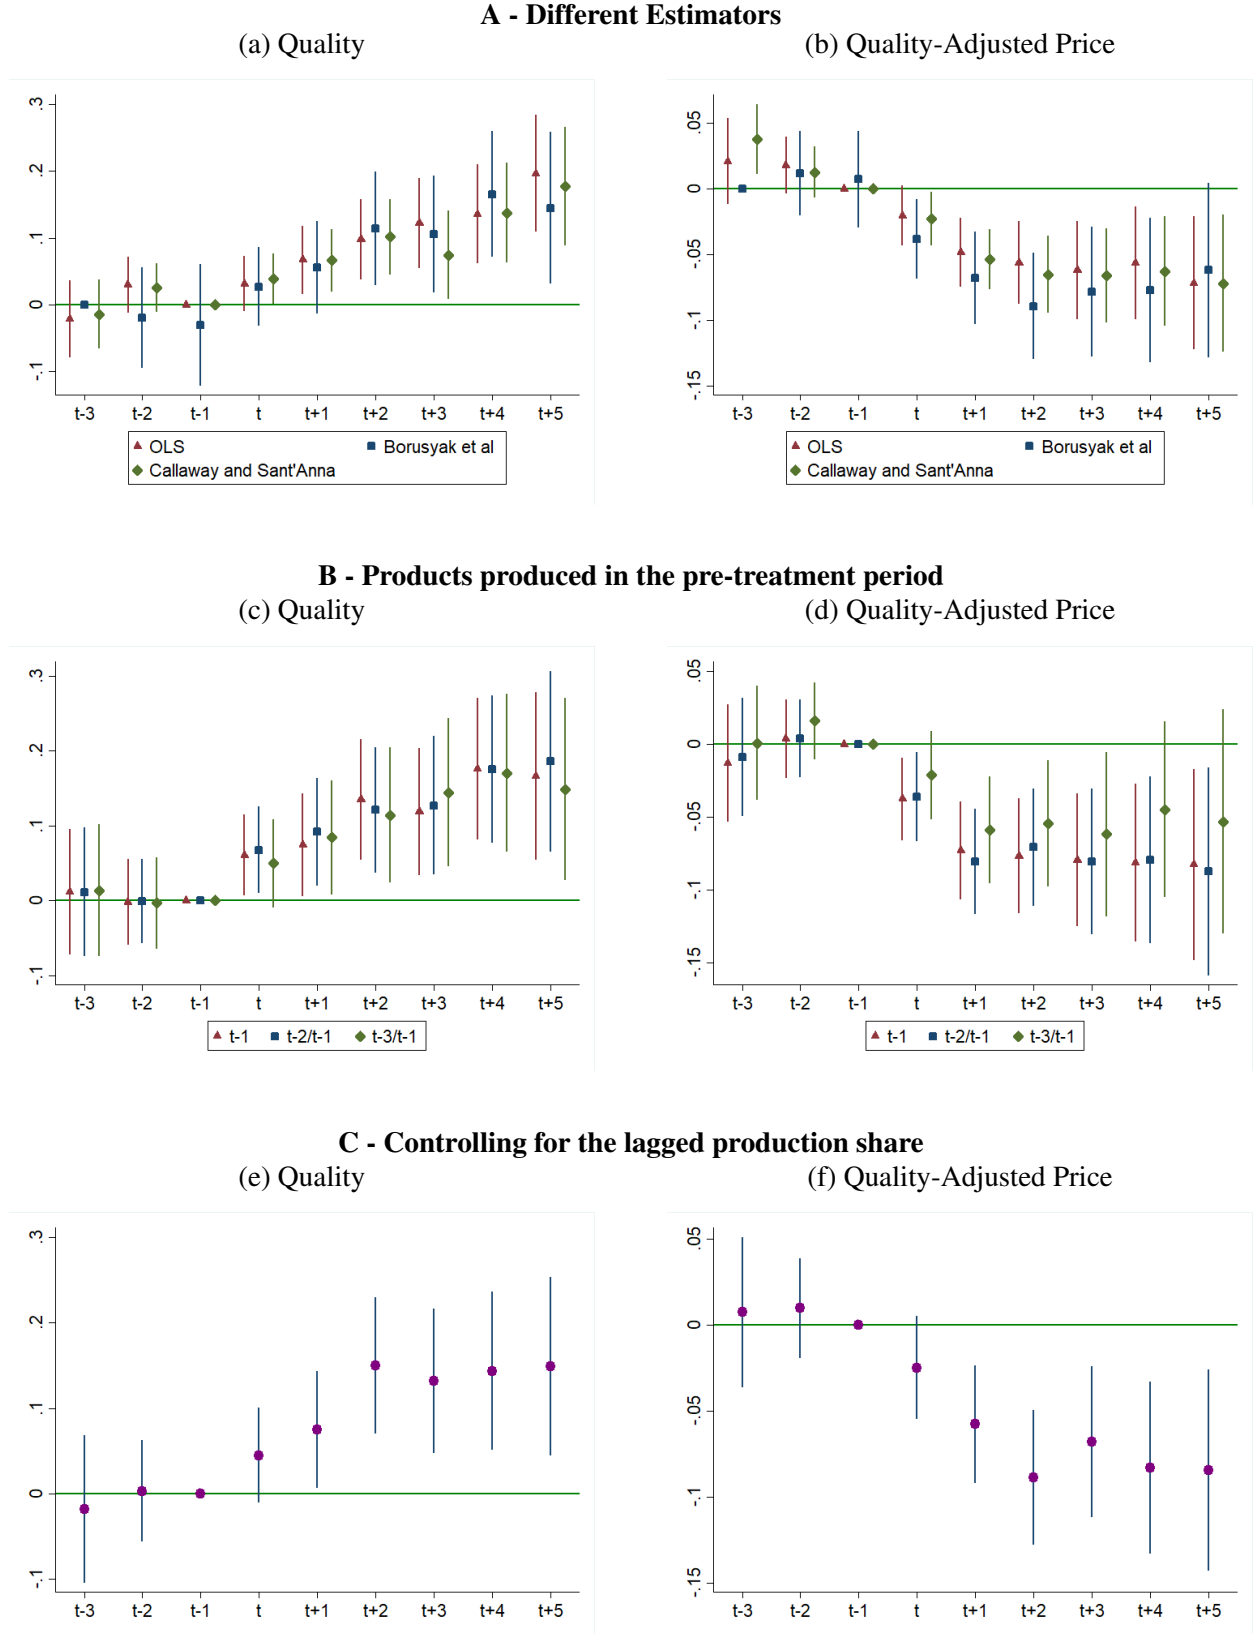 A - Different Estimators
(a) Quality
(b) Quality-Adjusted Price
.3
.2
.1
0
-.1
t-3 t-2 t-1 t t+1 t+2 t+3 t+4 t+5
OLS Borusyak et al
Callaway and Sant'Anna
.05
0
-.05
-.1
-.15
t-3 t-2 t-1 t t+1 t+2 t+3 t+4 t+5
OLS Borusyak et al
Callaway and Sant'Anna
B - Products produced in the pre-treatment period
(c) Quality
(d) Quality-Adjusted Price
.3
.2
.1
0
-.1
t-3 t-2 t-1 t t+1 t+2 t+3 t+4 t+5
t-1 t-2/t-1 t-3/t-1
.05
0
-.05
-.1
-.15
t-3 t-2 t-1 t t+1 t+2 t+3 t+4 t+5
t-1 t-2/t-1 t-3/t-1
C - Controlling for the lagged production share
(e) Quality
(f) Quality-Adjusted Price
.3
.2
.1
0
-.1
t-3 t-2 t-1 t t+1 t+2 t+3 t+4 t+5
.05
0
-.05
-.1
-.15
t-3 t-2 t-1 t t+1 t+2 t+3 t+4 t+5